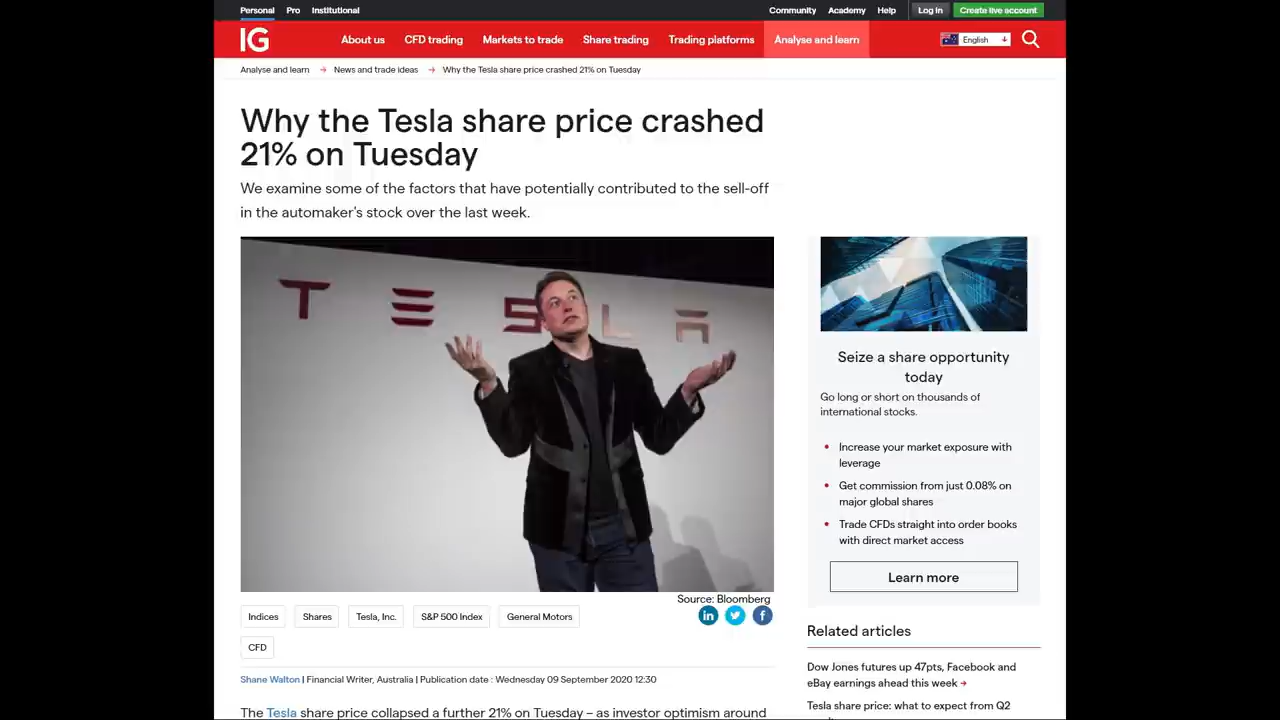 Personal Pro Institutional Community Academy Help Log in Create live account
IG About us CFD trading Markets to trade Share trading Trading platforms Analyse and learn English
Analyse and learn → News and trade ideas → Why the Tesla share price crashed 21% on Tuesday
Why the Tesla share price crashed
21% on Tuesday
We examine some of the factors that have potentially contributed to the sell-off
in the automaker's stock over the last week.
TESLA
Source: Bloomberg
Indices Shares Tesla, Inc. S&P 500 Index General Motors
CFD
Shane Walton | Financial Writer, Australia | Publication date : Wednesday 09 September 2020 12:30
The Tesla share price collapsed a further 21% on Tuesday – as investor optimism around
Seize a share opportunity
today
Go long or short on thousands of
international stocks.
• Increase your market exposure with
leverage
• Get commission from just 0.08% on
major global shares
• Trade CFDs straight into order books
with direct market access
Learn more
Related articles
Dow Jones futures up 47pts, Facebook and
eBay earnings ahead this week →
Tesla share price: what to expect from Q2